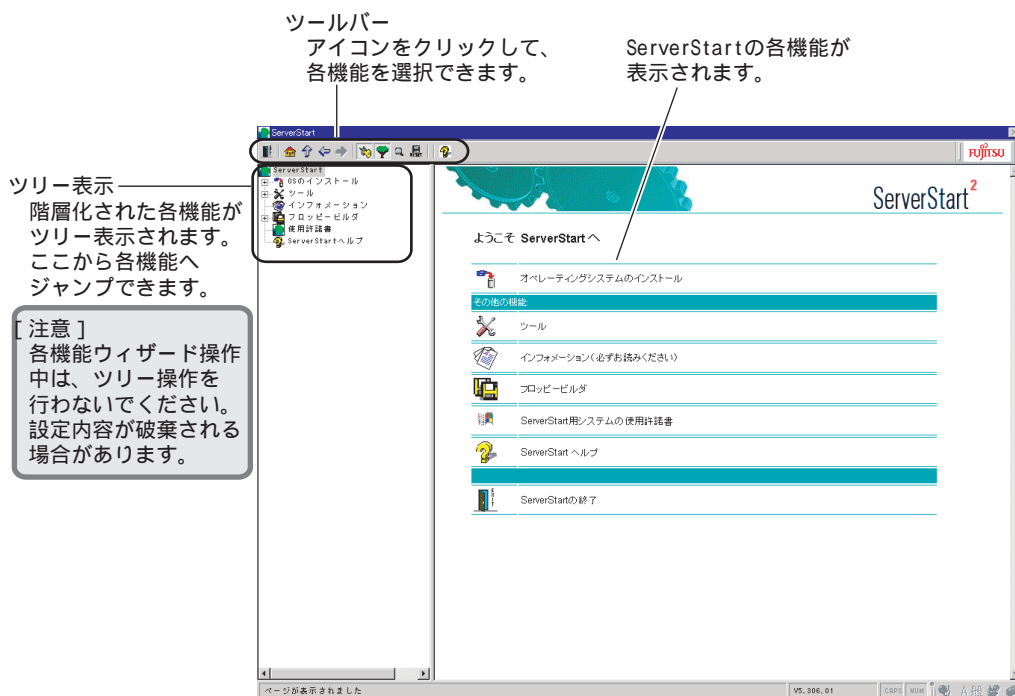 ツールバー
アイコンをクリックして、
各機能を選択できます。
ServerStartの各機能が
表示されます。
ツリー表示
階層化された各機能が
ツリー表示されます。
ここから各機能へ
ジャンプできます。
[注意]
各機能ウィザード操作
中は、ツリー操作を
行わないでください。
設定内容が破棄される
場合があります。
ServerStart
FUJITSU
ServerStart
OSのインストール
ツール
インフォメーション
フロッピービルダ
使用許諾書
ServerStartヘルプ
ServerStart2
ようこそ ServerStart へ
オペレーティングシステムのインストール
その他の機能
ツール
インフォメーション(必ずお読みください)
フロッピービルダ
ServerStart用システムの使用許諾書
ServerStart ヘルプ
EXIT
ServerStartの終了
ページが表示されました
V5.306.01
CAPS
NUM
A 般